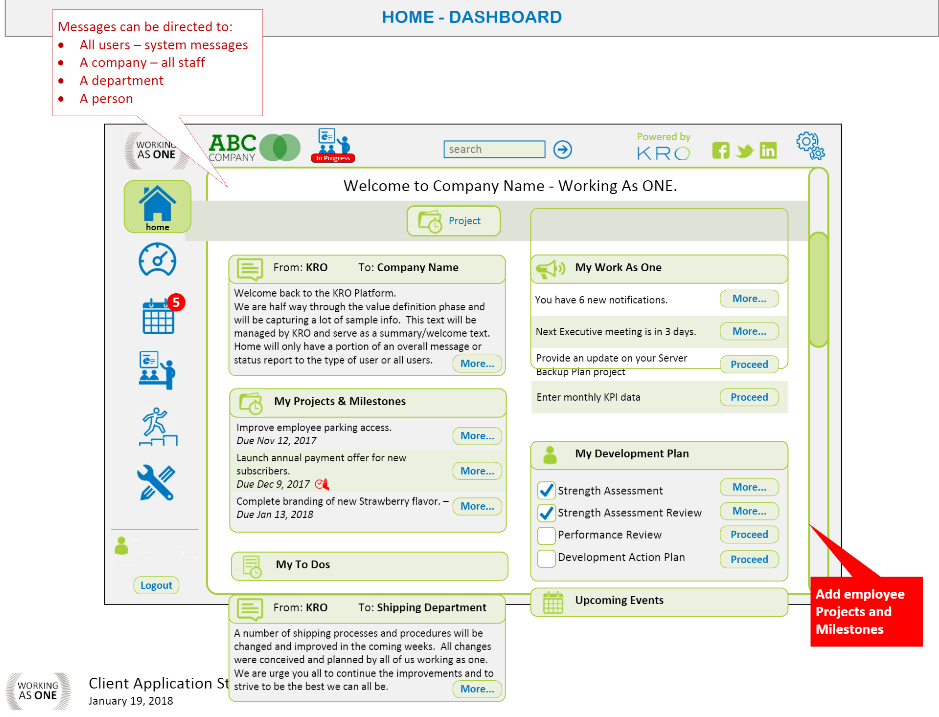 HOME - DASHBOARD
Messages can be directed to:
• All users – system messages
• A company – all staff
• A department
• A person
WORKING
AS ONE
ABC
COMPANY
In Progress
search
Powered by
KRO
Welcome to Company Name - Working As ONE.
home
Project
5
From: KRO To: Company Name
Welcome back to the KRO Platform.
We are half way through the value definition phase and
will be capturing a lot of sample info. This text will be
managed by KRO and serve as a summary/welcome text.
Home will only have a portion of an overall message or
status report to the type of user or all users.
More...
My Projects & Milestones
Improve employee parking access.
Due Nov 12, 2017
More...
Launch annual payment offer for new
subscribers.
Due Dec 9, 2017
More...
Complete branding of new Strawberry flavor. –
Due Jan 13, 2018
More...
My To Dos
From: KRO To: Shipping Department
A number of shipping processes and procedures will be
changed and improved in the coming weeks. All changes
were conceived and planned by all of us working as one.
We are urge you all to continue the improvements and to
strive to be the best we can all be.
More...
My Work As One
You have 6 new notifications.
More...
Next Executive meeting is in 3 days.
More...
Provide an update on your Server
Backup Plan project
Proceed
Enter monthly KPI data
Proceed
My Development Plan
Strength Assessment
More...
Strength Assessment Review
More...
Performance Review
Proceed
Development Action Plan
Proceed
Upcoming Events
Logout
Add employee
Projects and
Milestones
WORKING
AS ONE
Client Application St
January 19, 2018